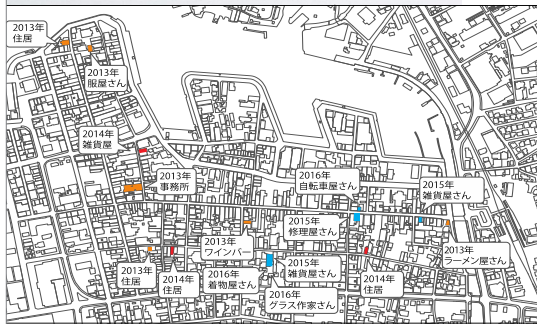 2013年
住居
2013年
服屋さん
2014年
雑貨屋
2013年
事務所
2016年
自転車屋さん
2015年
雑貨屋さん
2015年
修理屋さん
2013年
ワインバー
2013年
ラーメン屋さん
2013年
住居
2014年
住居
2016年
着物屋さん
2015年
雑貨屋さん
2014年
住居
2016年
グラス作家さん